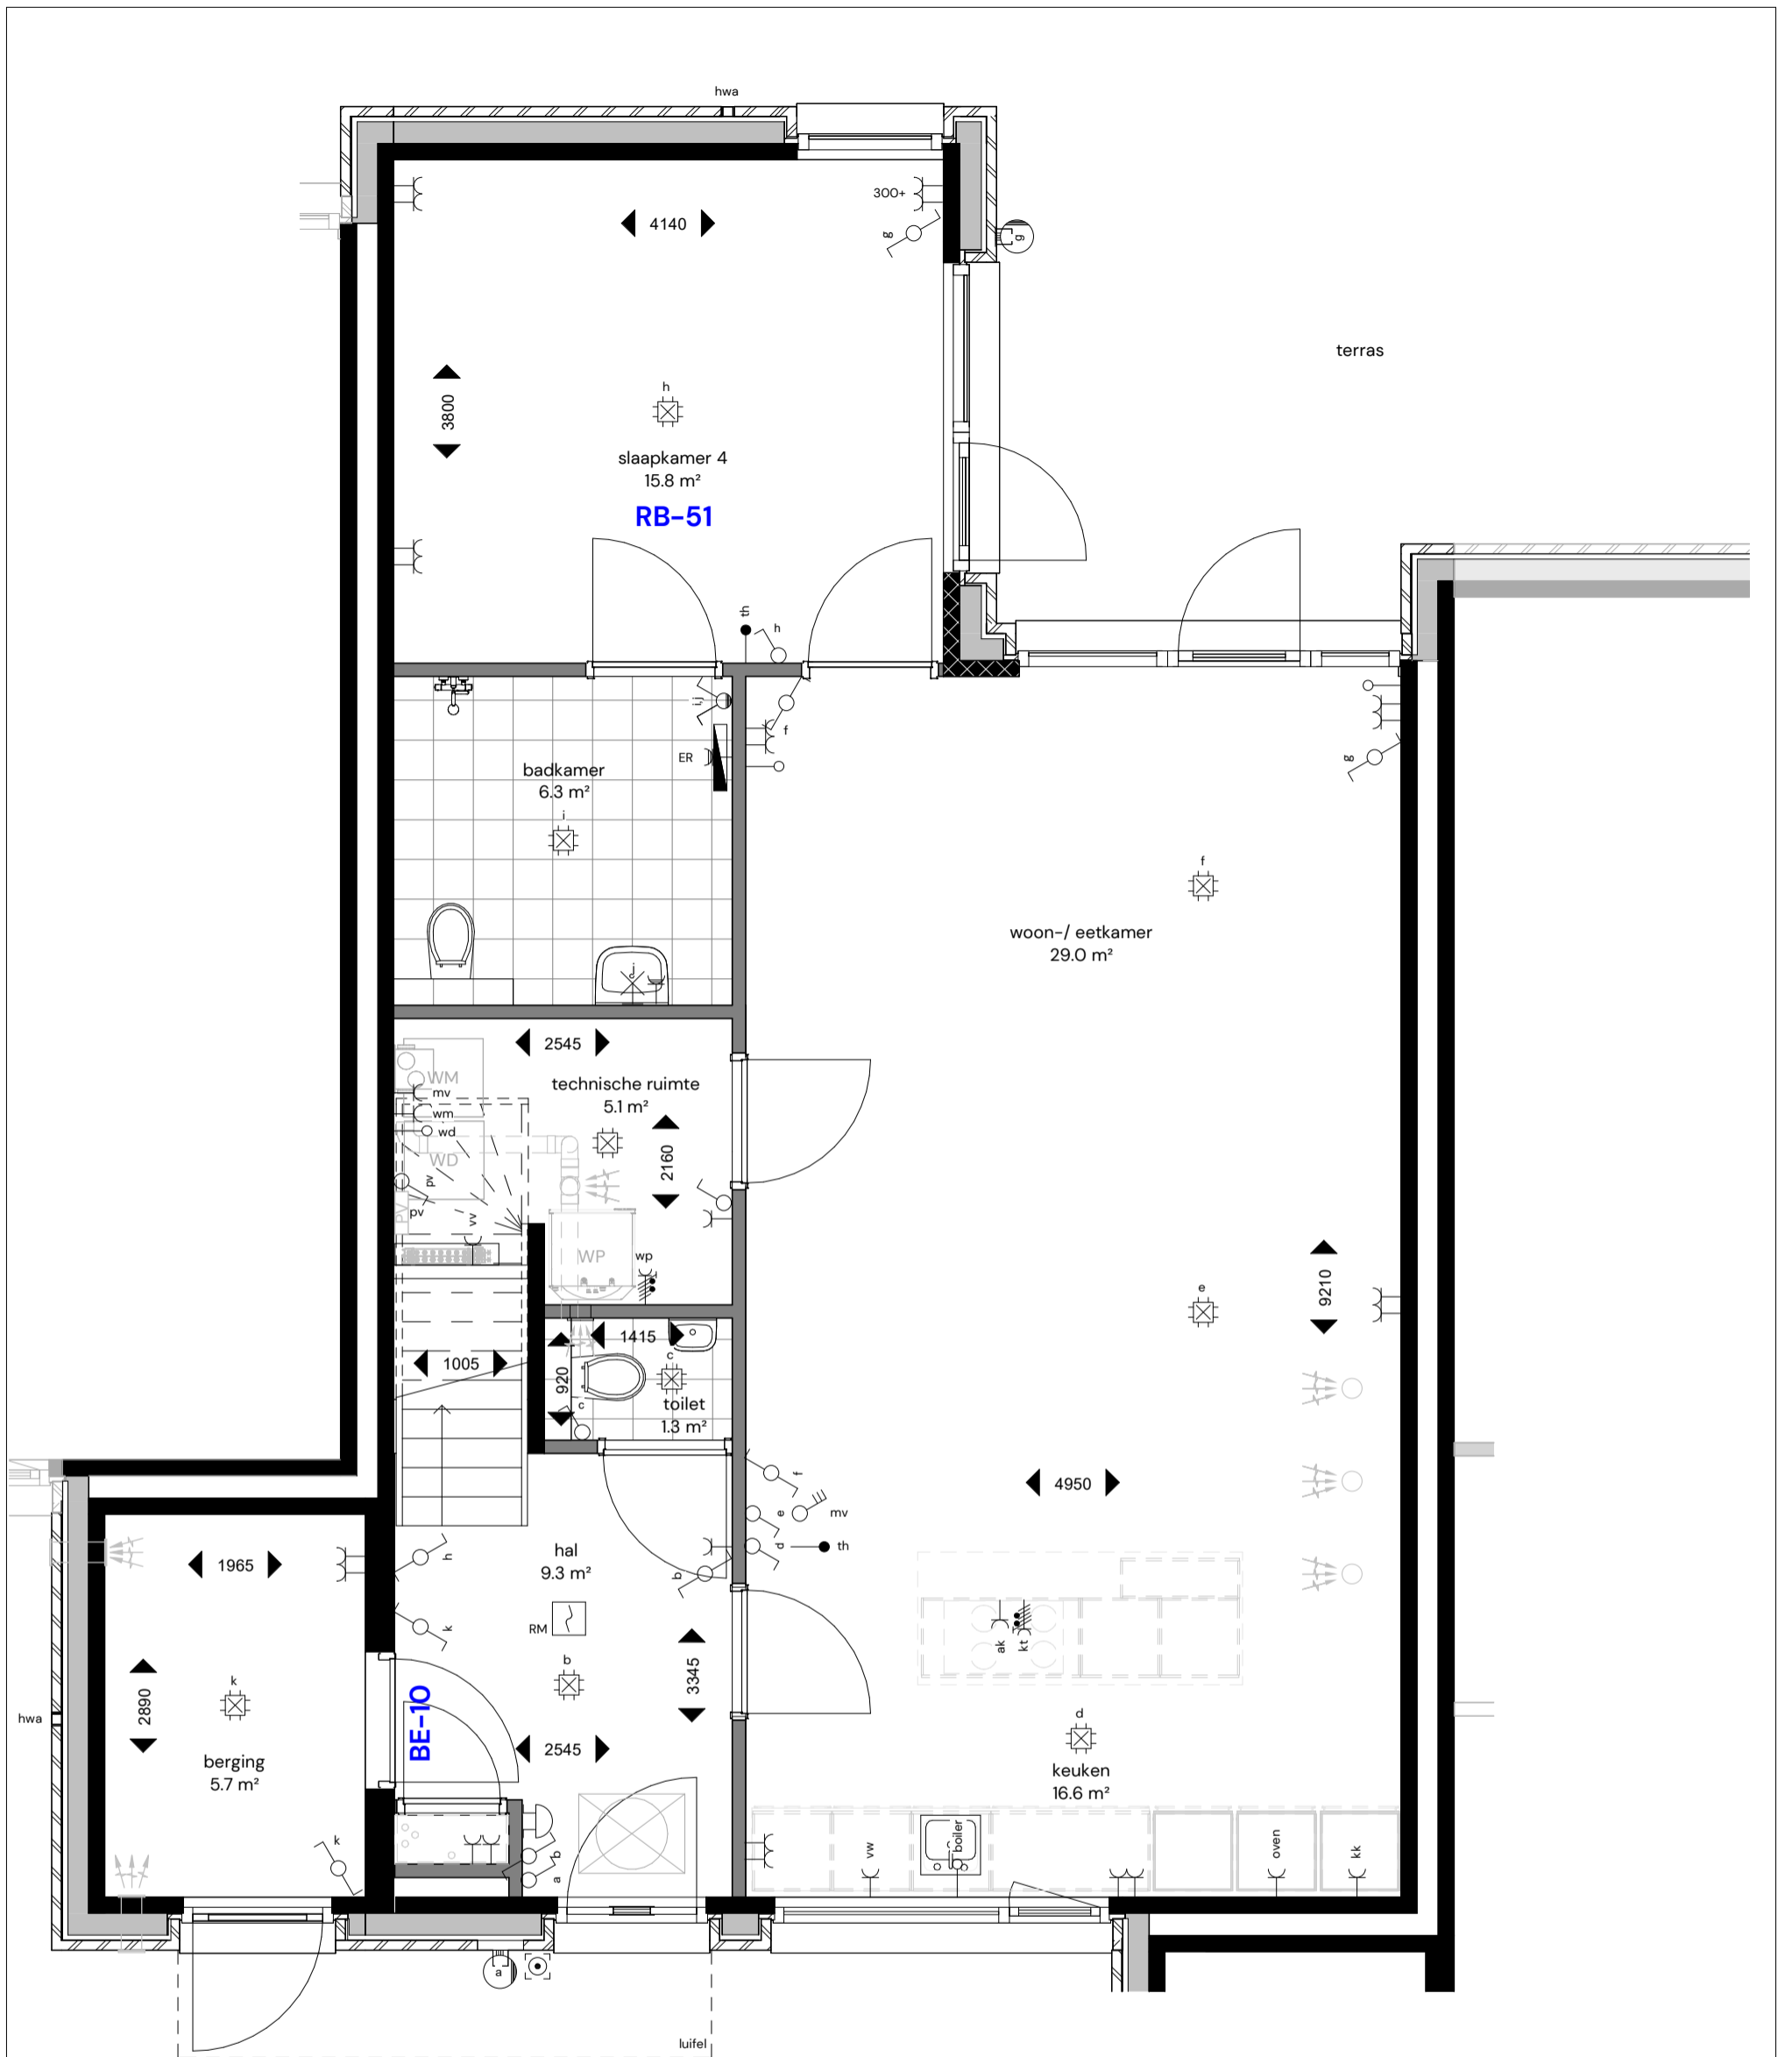 hwa
300+
g
g
4140
terras
3800
h
slaapkamer 4
15.8 m²
RB-51
th
h
i,j
f
ER
g
badkamer
6.3 m²
i
f
woon-/ eetkamer
29.0 m²
j
2545
WM
technische ruimte
5.1 m²
mv
wm
wd
WD
2160
pv
pv
PV
vv
WP
wp
9210
e
1415
1005
920
c
c
toilet
1.3 m²
4950
f
e
mv
d
th
hal
9.3 m²
1965
h
b
RM
k
ak
kt
b
3345
k
2890
BE-10
hwa
d
2545
berging
5.7 m²
keuken
16.6 m²
k
b
a
vw
boiler
oven
kk
a
luifel